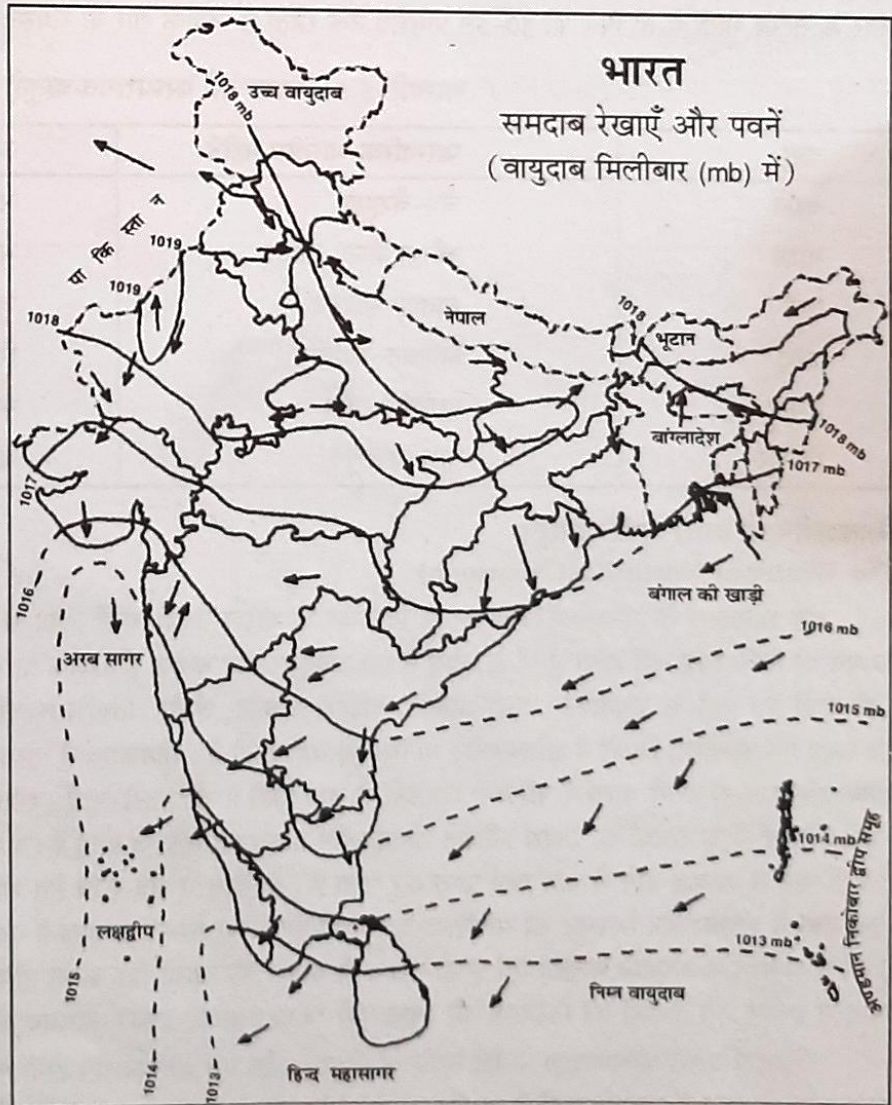 भारत
समदाब रेखाएँ और पवनें
(वायुदाब मिलीबार (mb) में)
1018 mb
उच्च वायुदाब
पाकिस्तान
1019
1019
1018
नेपाल
1018
भूटान
बांग्लादेश
1018 mb
1017 mb
1017
1016
बंगाल की खाड़ी
1016 mb
अरब सागर
1015 mb
1014 mb
अण्डमान निकोबार द्वीप समूह
लक्षद्वीप
1013 mb
निम्न वायुदाब
1015
1014
1013
हिन्द महासागर